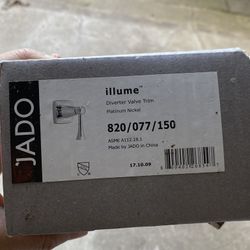 JADO
illume™
Diverter Valve Trim
Platinum Nickel
820/077/150
ASME A112.18.1
Made by JADO in China
17.10.09